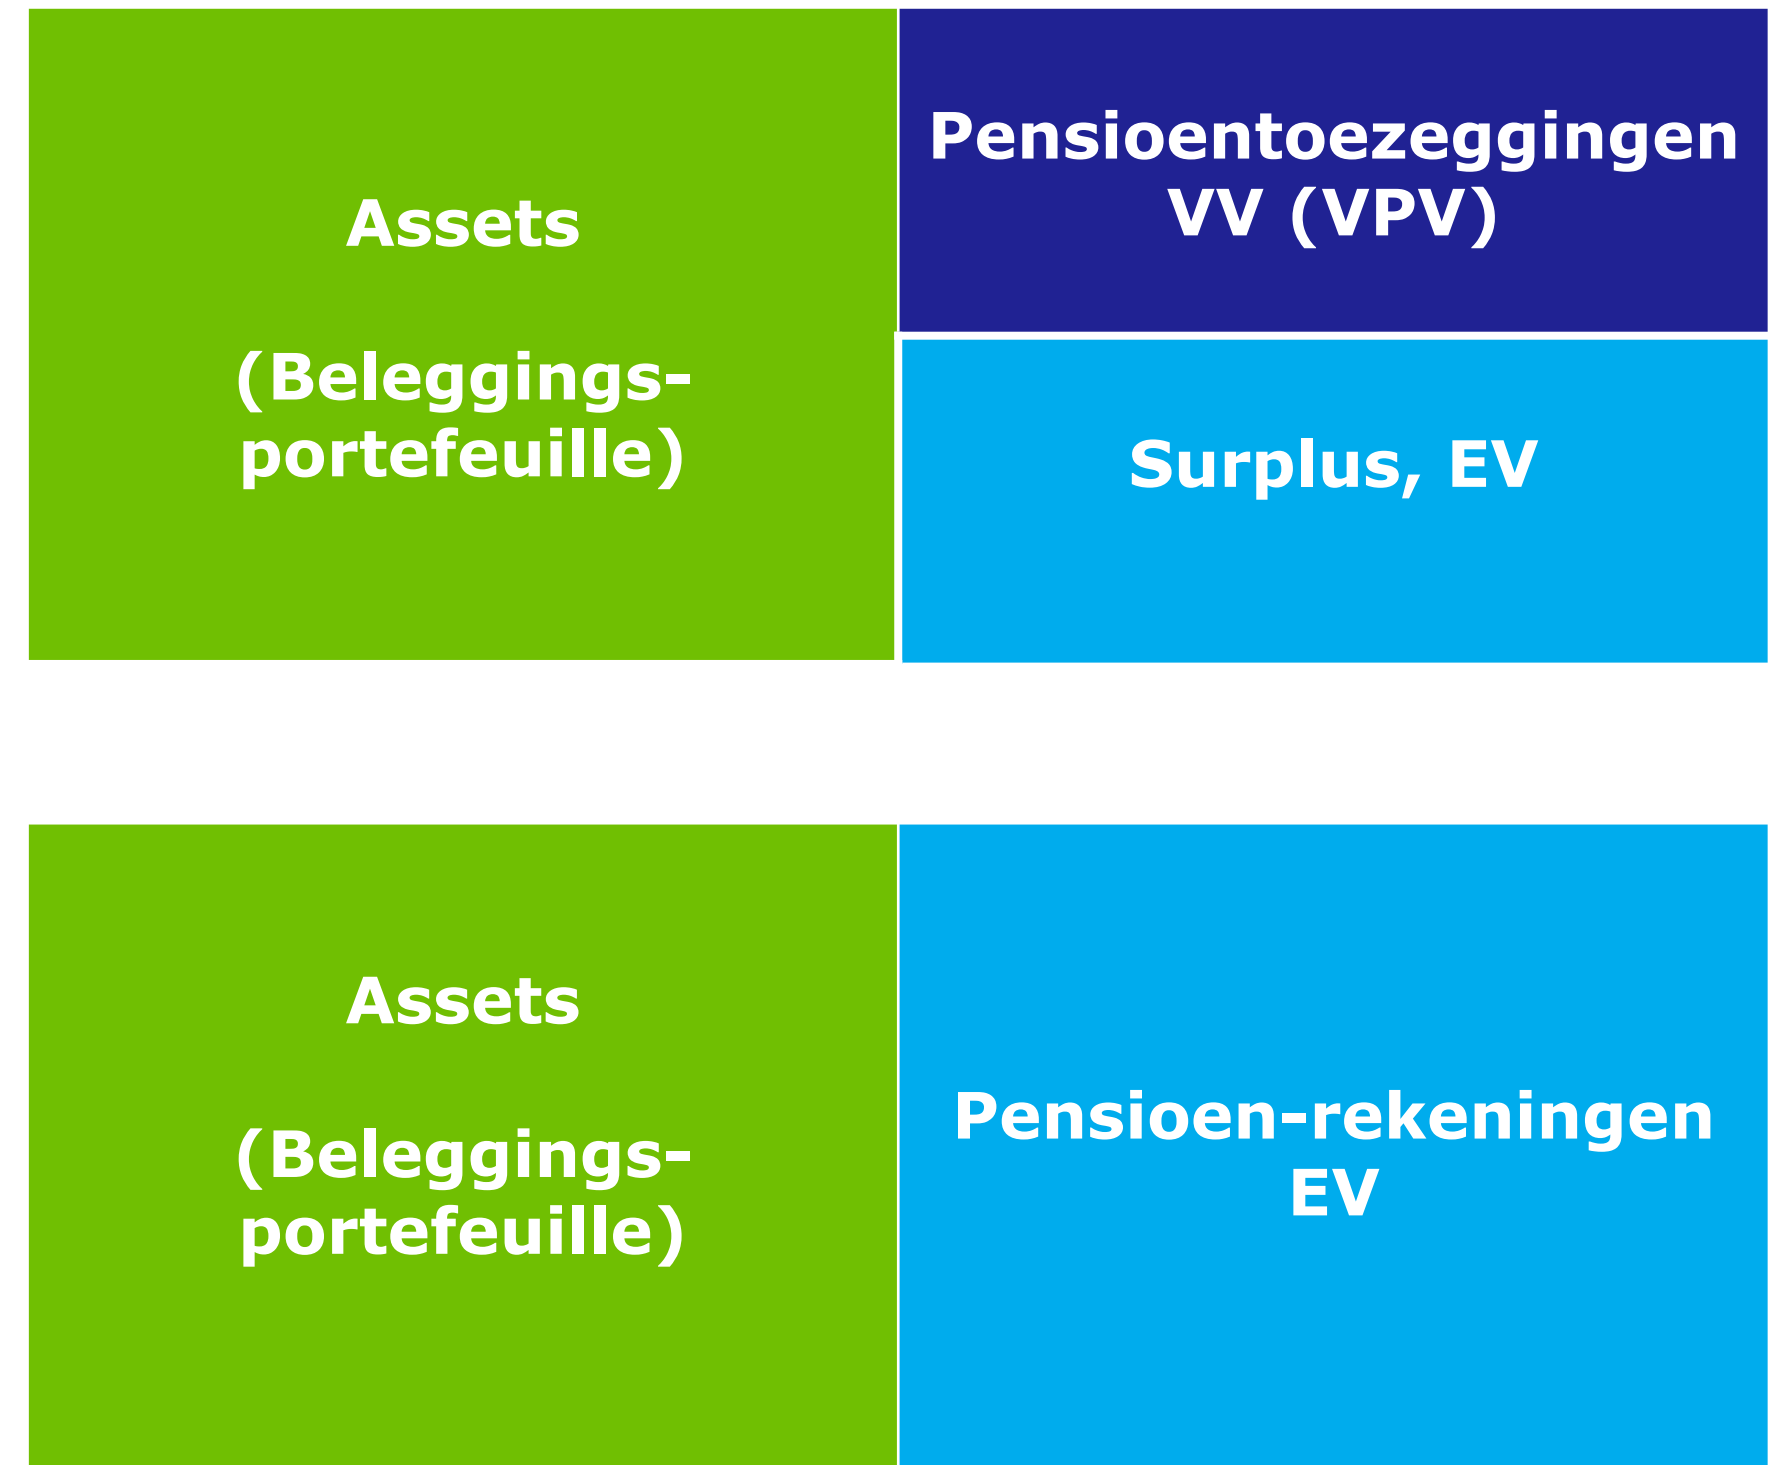 Assets
(Beleggings-
portefeuille)
Pensioentoezeggingen
VV (VPV)
Surplus, EV
Assets
(Beleggings-
portefeuille)
Pensioen-rekeningen
EV